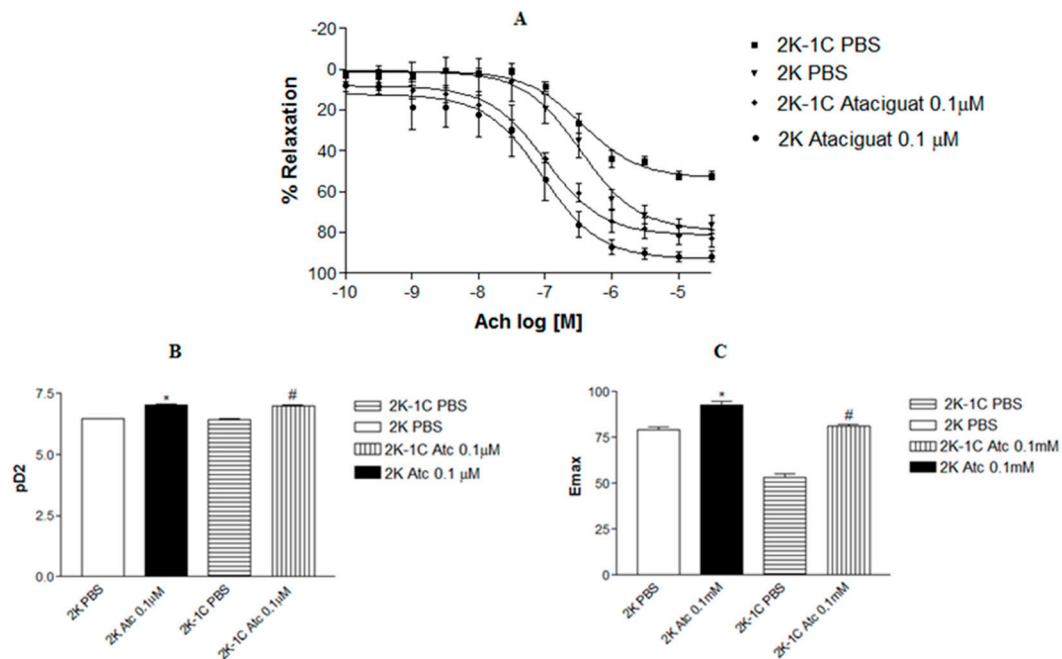 A
-20
0
20
40
60
80
100
% Relaxation
-10
-9
-8
-7
-6
-5
Ach log [M]
2K-1C PBS
2K PBS
2K-1C Ataciguat 0.1μM
2K Ataciguat 0.1 μM
B
7.5
5.0
2.5
0.0
pD2
*
#
2K PBS
2K Atc 0.1μM
2K-1C PBS
2K-1C Atc 0.1μM
2K-1C PBS
2K PBS
2K-1C Atc 0.1μM
2K Atc 0.1 μM
C
100
75
50
25
0
Emax
*
#
2K PBS
2K Atc 0.1mM
2K-1C PBS
2K-1C Atc 0.1mM
2K-1C PBS
2K PBS
2K-1C Atc 0.1mM
2K Atc 0.1mM